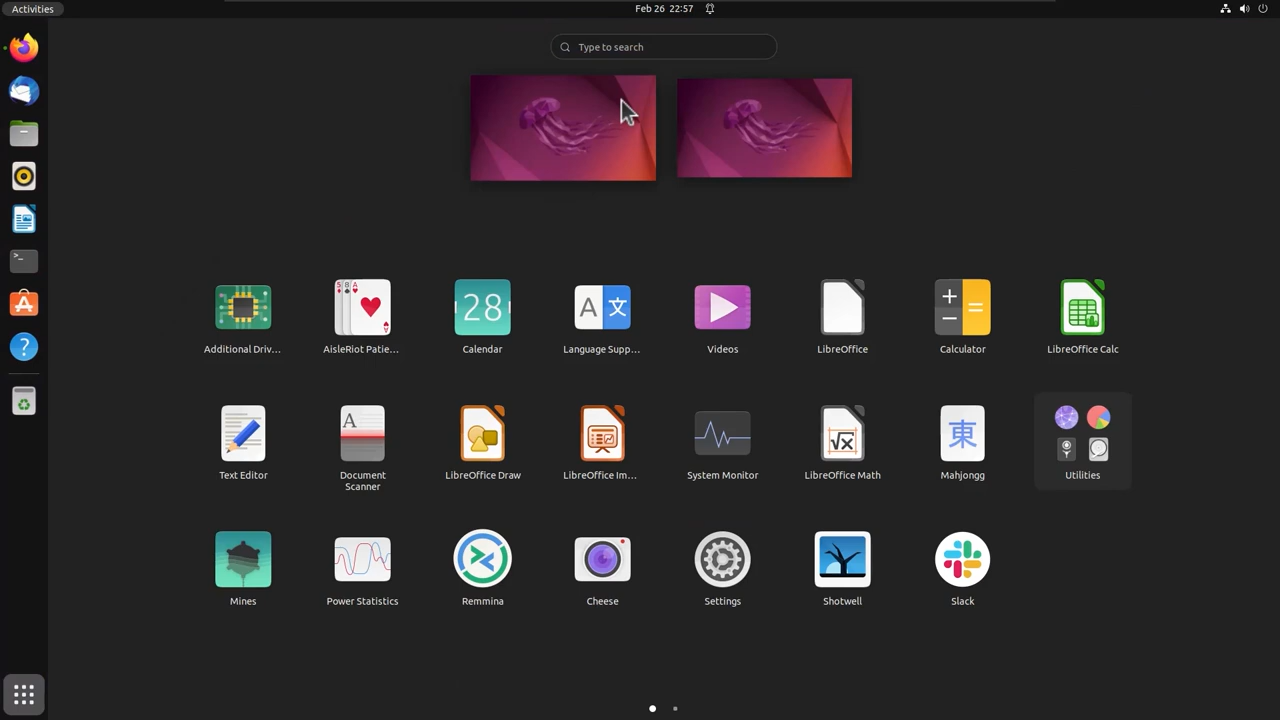 Activities
Feb 26 22:57
Type to search
Additional Driv...
AisleRiot Patie...
28
Calendar
A 文
Language Supp...
Videos
LibreOffice
Calculator
LibreOffice Calc
Text Editor
A
Document
Scanner
LibreOffice Draw
LibreOffice Im...
System Monitor
√x
LibreOffice Math
東
Mahjongg
Utilities
Mines
Power Statistics
Remmina
Cheese
Settings
Shotwell
Slack